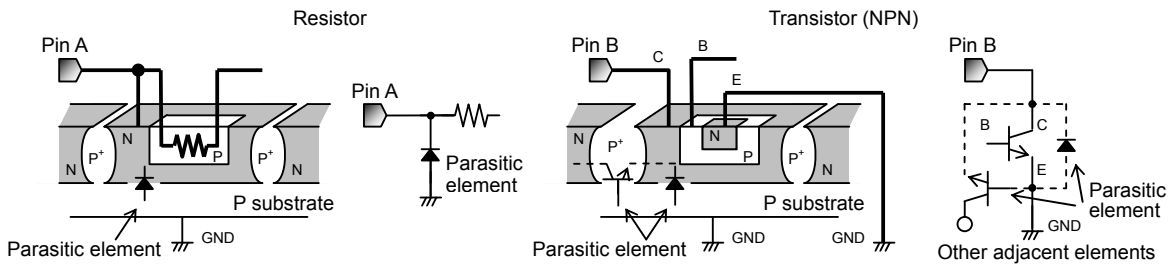 Resistor
Pin A
N
N
P+
P
P+
N
P substrate
Parasitic element
GND
Pin A
Parasitic
element
Transistor (NPN)
Pin B
C
B
E
N
N
P+
N
P
P+
N
P substrate
Parasitic element
GND
GND
Pin B
B
C
E
Parasitic
element
GND
Other adjacent elements